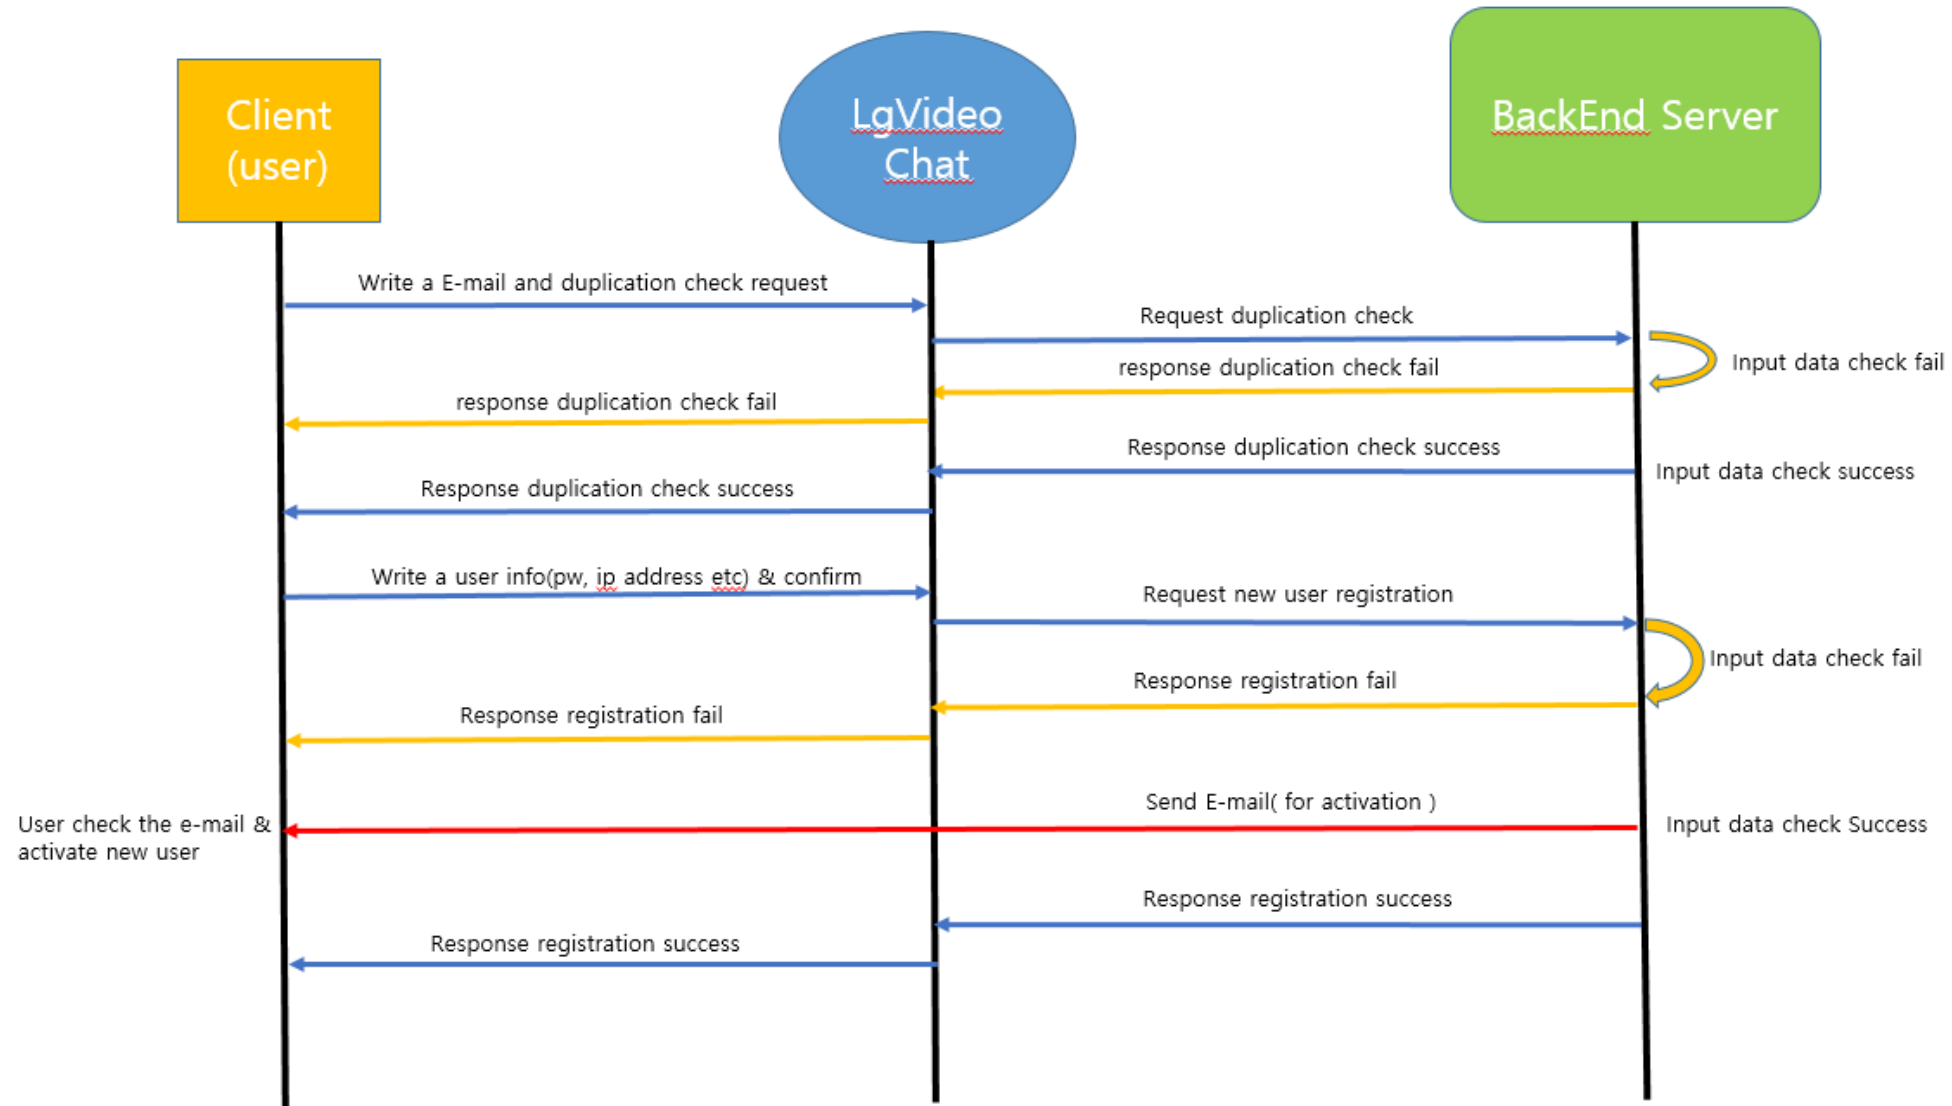 Client
(user)
LgVideo
Chat
BackEnd Server
Write a E-mail and duplication check request
Request duplication check
Input data check fail
response duplication check fail
response duplication check fail
Response duplication check success
Input data check success
Response duplication check success
Write a user info(pw, ip address etc) & confirm
Request new user registration
Input data check fail
Response registration fail
Response registration fail
Send E-mail( for activation )
User check the e-mail &
activate new user
Input data check Success
Response registration success
Response registration success